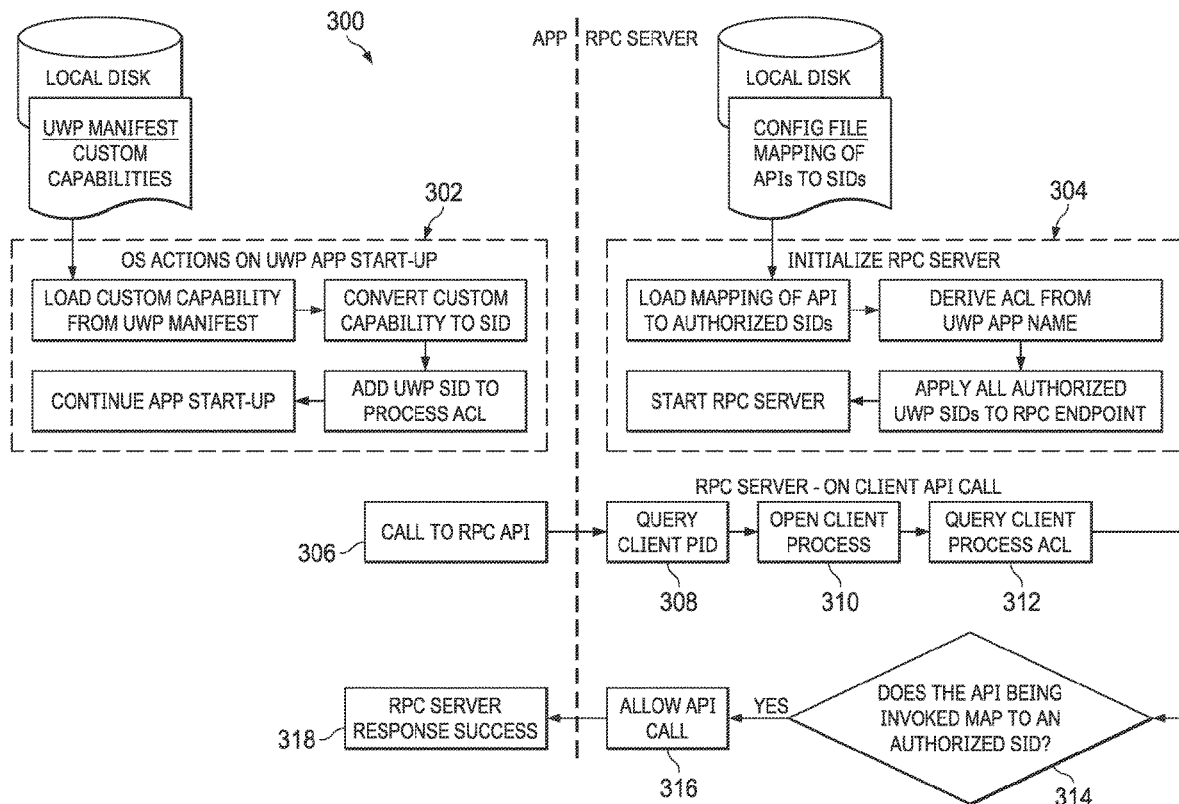 300
APP
RPC SERVER
LOCAL DISK
UWP MANIFEST
CUSTOM
CAPABILITIES
LOCAL DISK
CONFIG FILE
MAPPING OF
APIs TO SIDs
302
OS ACTIONS ON UWP APP START-UP
LOAD CUSTOM CAPABILITY
FROM UWP MANIFEST
CONVERT CUSTOM
CAPABILITY TO SID
CONTINUE APP START-UP
ADD UWP SID TO
PROCESS ACL
304
INITIALIZE RPC SERVER
LOAD MAPPING OF API
TO AUTHORIZED SIDs
DERIVE ACL FROM
UWP APP NAME
START RPC SERVER
APPLY ALL AUTHORIZED
UWP SIDs TO RPC ENDPOINT
RPC SERVER - ON CLIENT API CALL
306
CALL TO RPC API
QUERY
CLIENT PID
308
OPEN CLIENT
PROCESS
310
QUERY CLIENT
PROCESS ACL
312
318
RPC SERVER
RESPONSE SUCCESS
ALLOW API
CALL
316
YES
DOES THE API BEING
INVOKED MAP TO AN
AUTHORIZED SID?
314